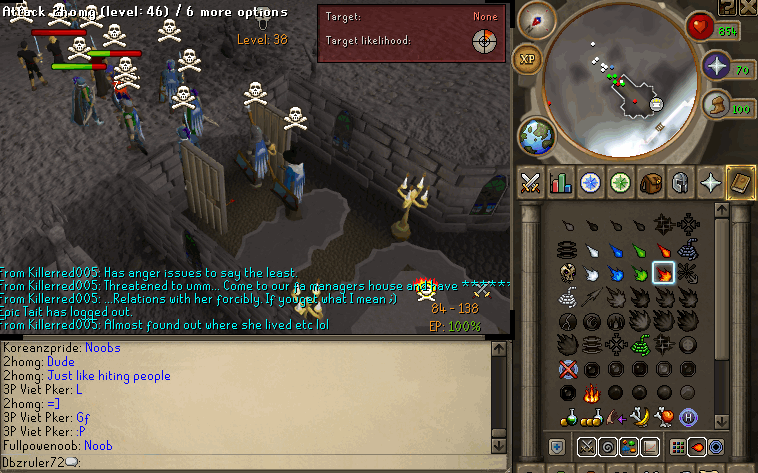 Attack 2homg (level: 46) / 6 more options
Level: 38
Target: None
Target likelihood:
854
XP
70
100
From Killerred005: Has anger issues to say the least.
From Killerred005: Threatened to umm... Come to our fa managers house and have ******
From Killerred005: ...Relations with her forcibly. If you get what I mean ;)
Epic Tait has logged out.
From Killerred005: Almost found out where she lived etc lol
84 - 138
EP: 100%
Koreanzpride: Noobs
2homg: Dude
2homg: Just like hiting people
3P Viet Pker: L
2homg: =]
3P Viet Pker: Gf
3P Viet Pker: :P
Fullpowenoob: Noob
Dbzruler72: